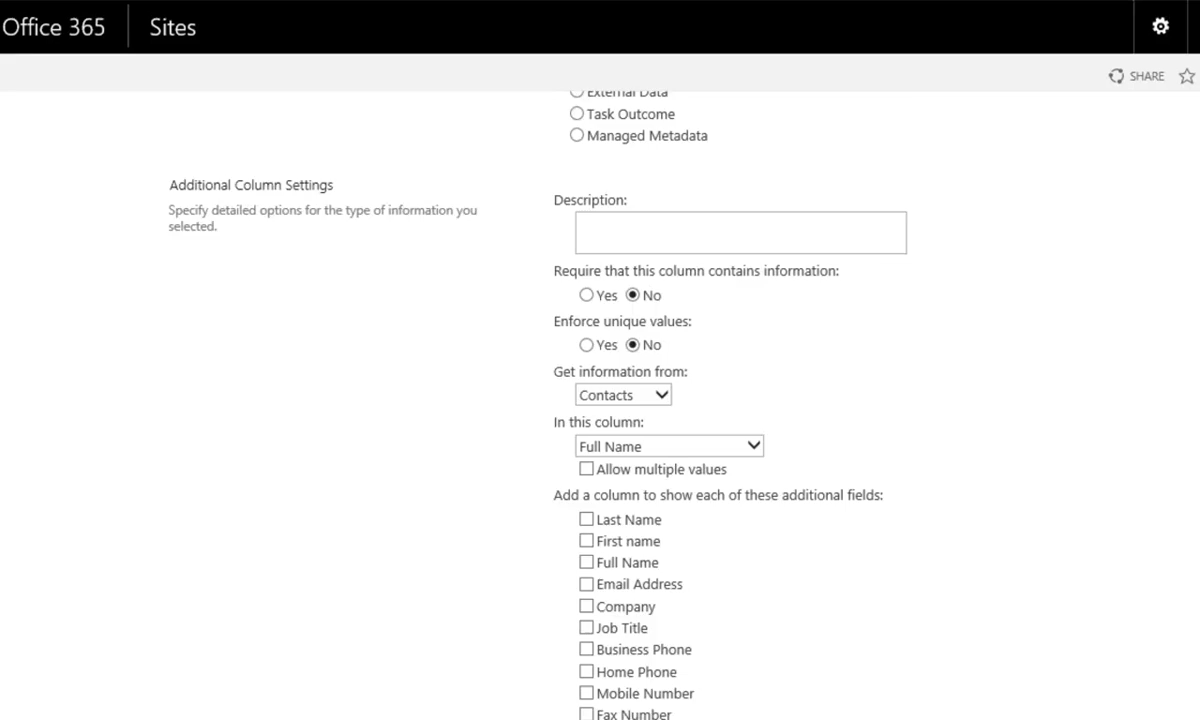 Office 365 Sites
SHARE
External Data
Task Outcome
Managed Metadata
Additional Column Settings
Specify detailed options for the type of information you
selected.
Description:
Require that this column contains information:
Yes No
Enforce unique values:
Yes No
Get information from:
Contacts
In this column:
Full Name
Allow multiple values
Add a column to show each of these additional fields:
Last Name
First name
Full Name
Email Address
Company
Job Title
Business Phone
Home Phone
Mobile Number
Fax Number